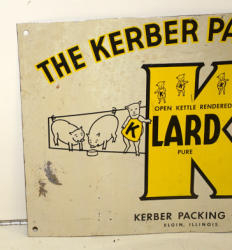 THE KERBER PA
K
OPEN KETTLE RENDERED
K
LARD
PURE
KERBER PACKING
ELGIN, ILLINOIS